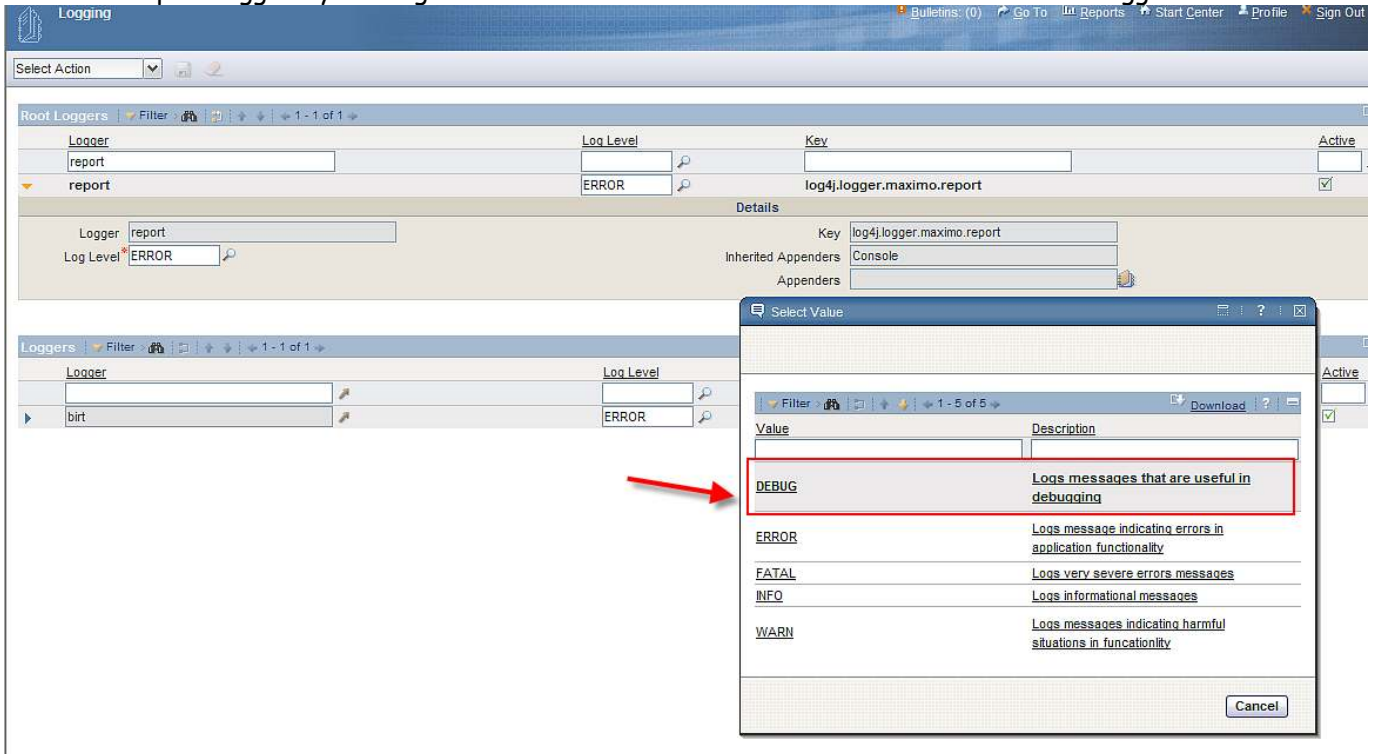 Logging
Bulletins: (0) Go To Reports Start Center Profile Sign Out
Select Action
Root Loggers Filter 1 - 1 of 1
Logger Log Level Key Active
report
report ERROR log4j.logger.maximo.report
Details
Logger report Key log4j.logger.maximo.report
Log Level* ERROR Inherited Appenders Console
Appenders
Select Value
Loggers Filter 1 - 1 of 1
Logger Log Level Active
birt ERROR
Filter 1 - 5 of 5 Download ?
Value Description
DEBUG Logs messages that are useful in
debugging
ERROR Logs message indicating errors in
application functionality
FATAL Logs very severe errors messages
INFO Logs informational messages
WARN Logs messages indicating harmful
situations in funcationlity
Cancel